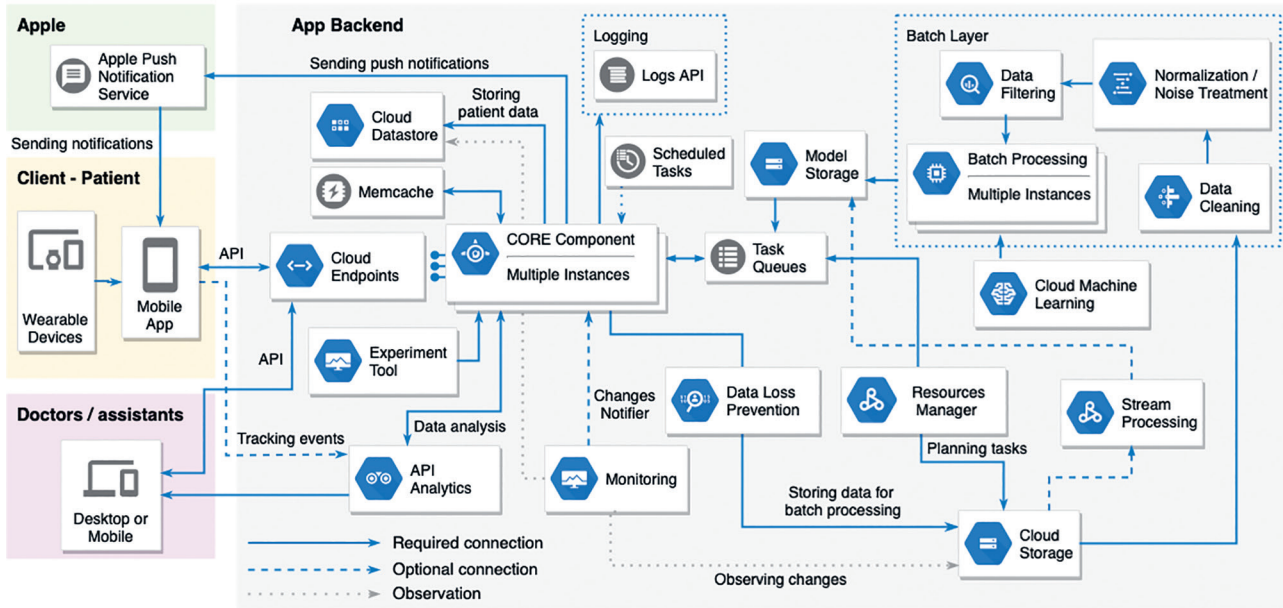 Apple
Apple Push
Notification
Service
Sending notifications
Client - Patient
Wearable
Devices
Mobile
App
Doctors / assistants
Desktop or
Mobile
App Backend
Sending push notifications
Storing
patient data
Cloud
Datastore
Memcache
API
Cloud
Endpoints
API
Experiment
Tool
Tracking events
Data analysis
API
Analytics
Logging
Logs API
Scheduled
Tasks
CORE Component
Multiple Instances
Changes
Notifier
Monitoring
Model
Storage
Task
Queues
Data Loss
Prevention
Resources
Manager
Planning tasks
Storing data for
batch processing
Observing changes
Cloud
Storage
Stream
Processing
Batch Layer
Data
Filtering
Normalization /
Noise Treatment
Batch Processing
Multiple Instances
Data
Cleaning
Cloud Machine
Learning
Required connection
Optional connection
Observation